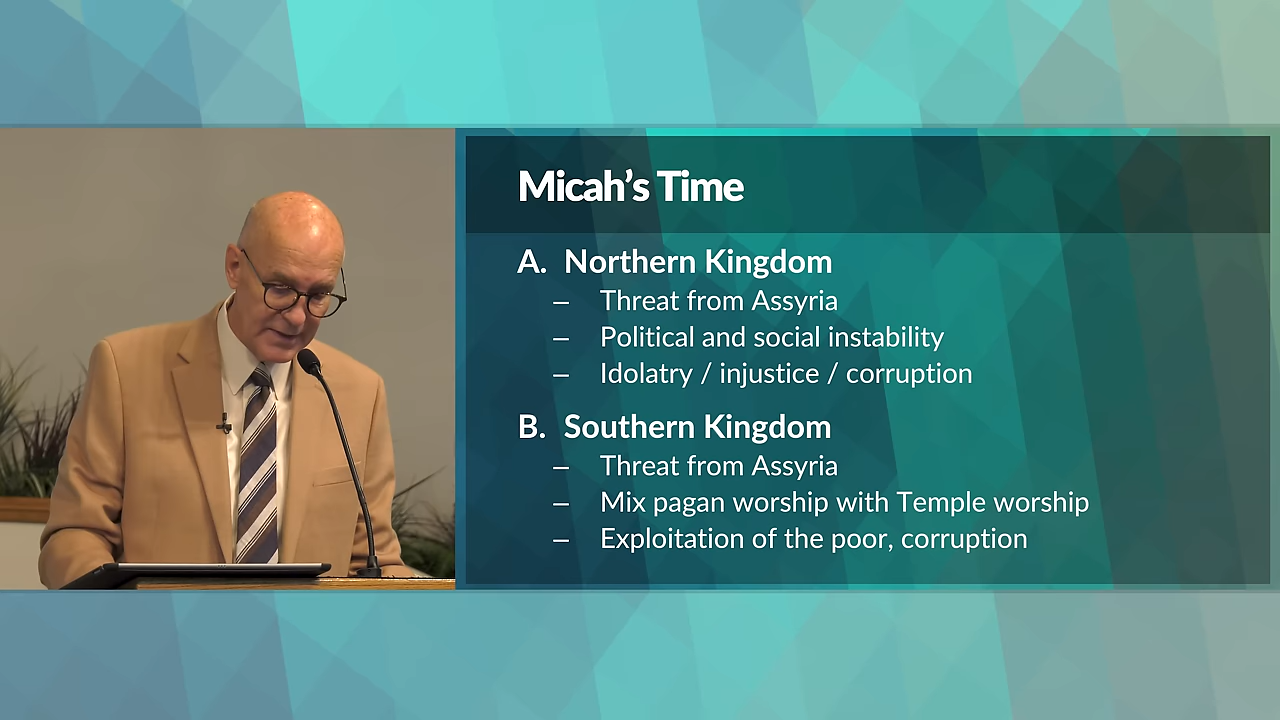 Micah's Time
A. Northern Kingdom
– Threat from Assyria
– Political and social instability
– Idolatry / injustice / corruption
B. Southern Kingdom
– Threat from Assyria
– Mix pagan worship with Temple worship
– Exploitation of the poor, corruption